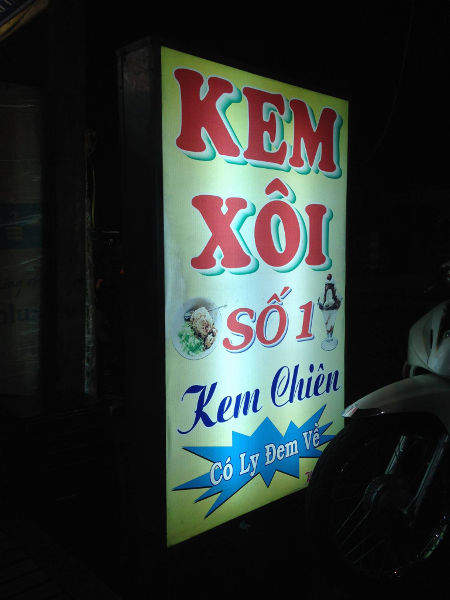 KEM
XÔI
SỐ 1
Kem Chiên
Có Ly Đem Về